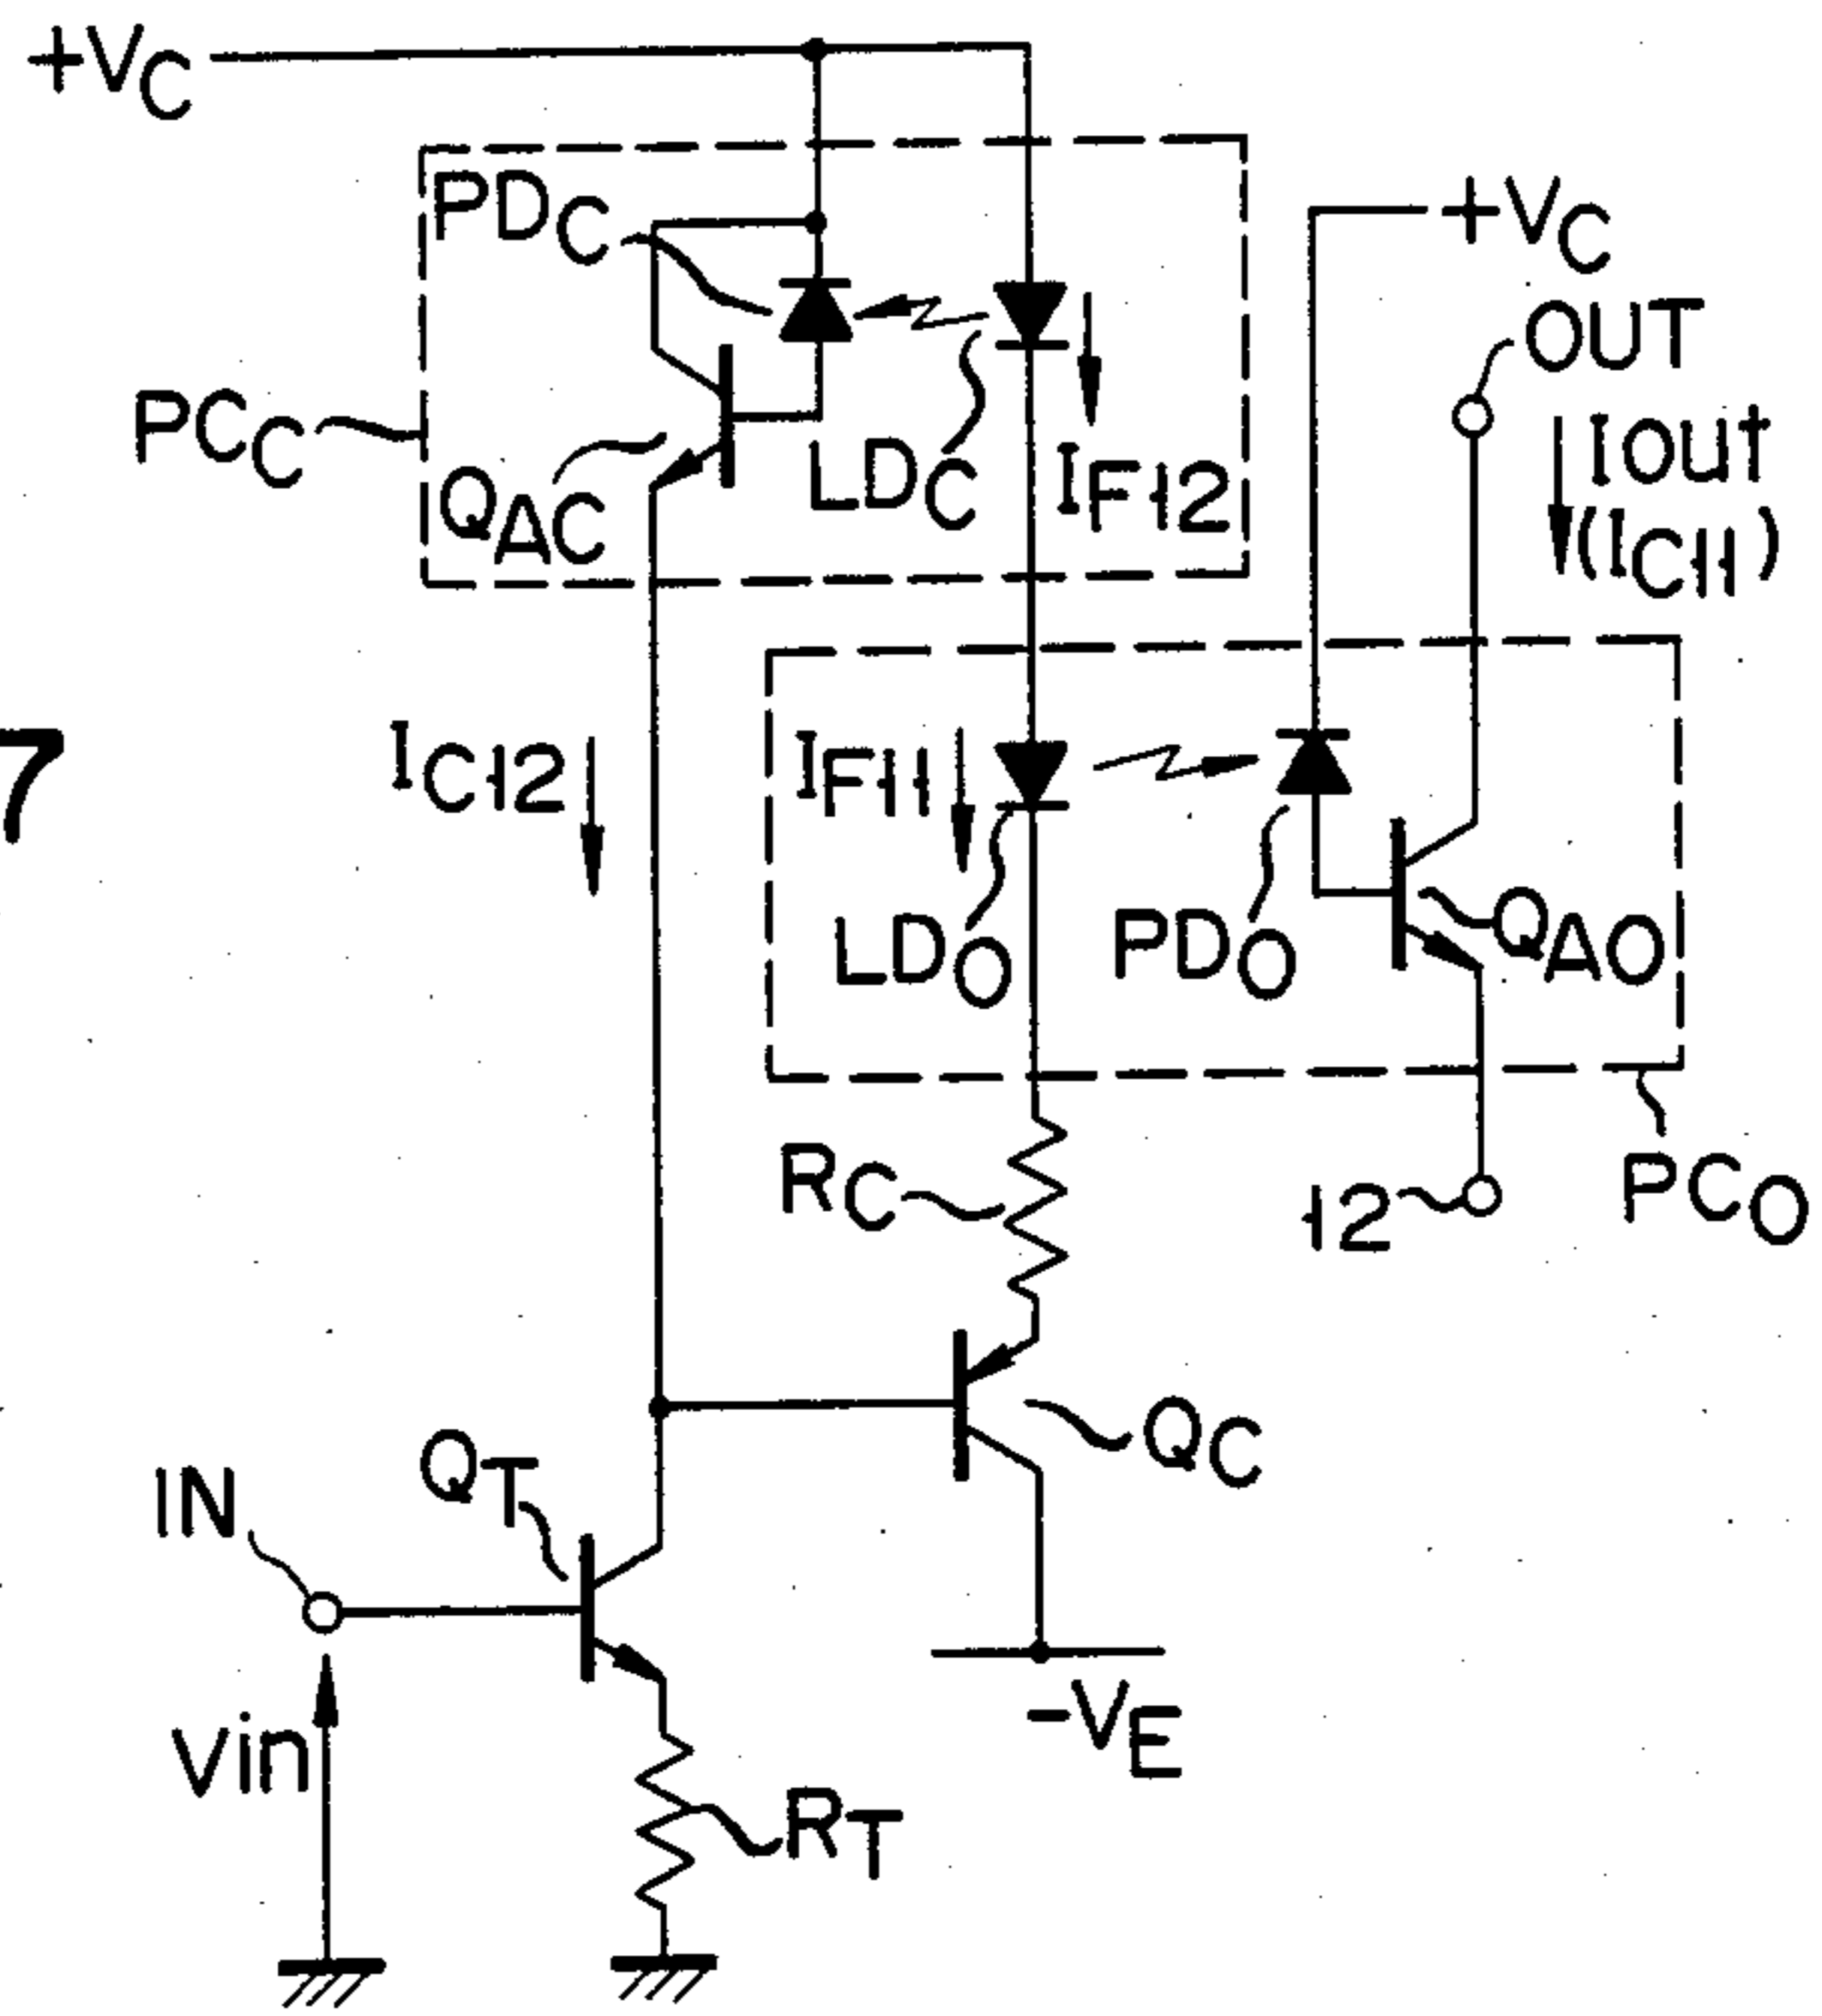 +VC
PDC
+VC
OUT
PCC
QAC
LDC
IF12
Iout
(IC11)
7
IC12
IF11
LDO
PDO
QAO
RC
12
PCO
QC
QT
IN
-VE
Vin
RT